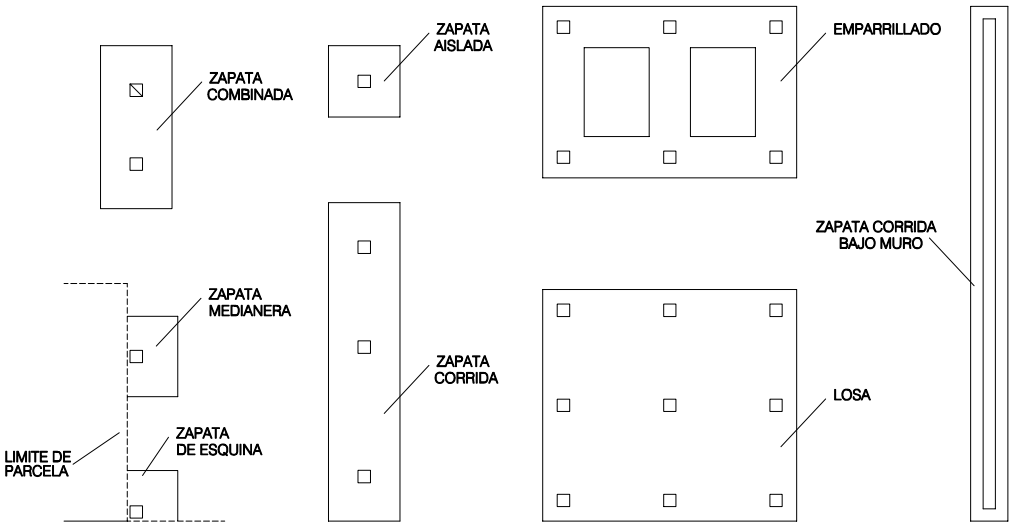 ZAPATA
AISLADA
EMPARRILLADO
ZAPATA
COMBINADA
ZAPATA CORRIDA
BAJO MURO
ZAPATA
MEDIANERA
ZAPATA
CORRIDA
LOSA
ZAPATA
DE ESQUINA
LIMITE DE
PARCELA